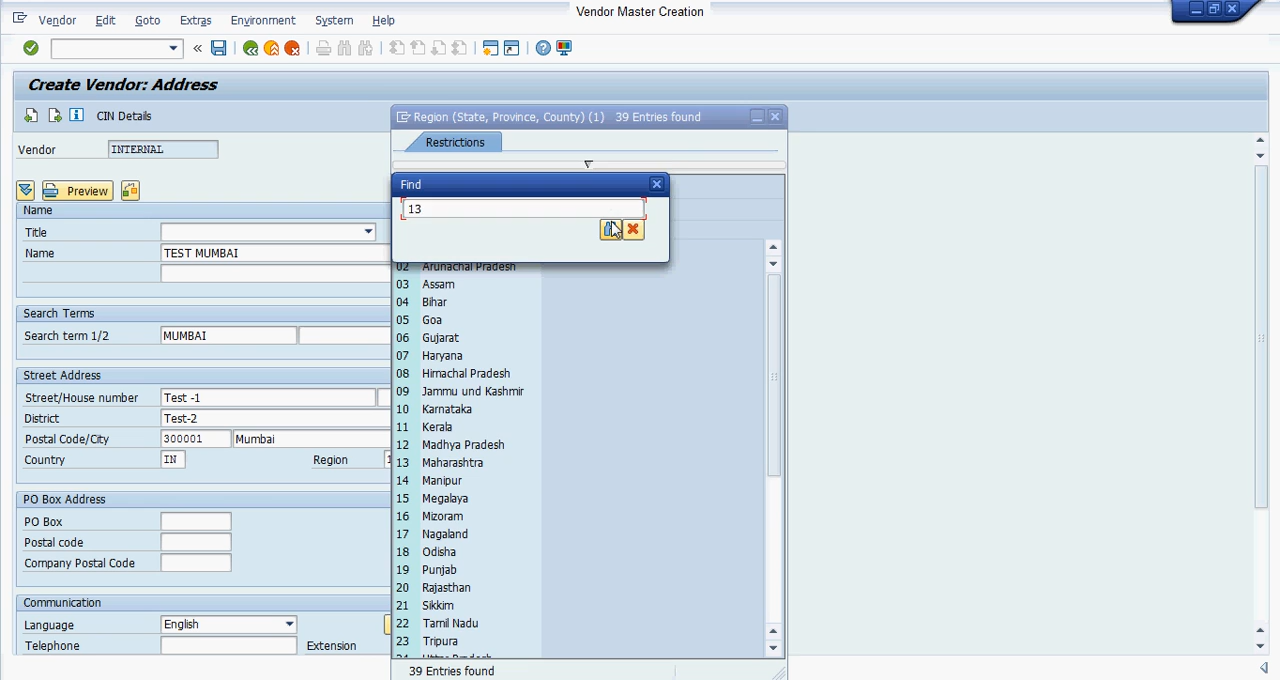 Vendor Master Creation
Vendor Edit Goto Extras Environment System Help
Create Vendor: Address
CIN Details
Region (State, Province, County) (1) 39 Entries found
Restrictions
Vendor INTERNAL
Find
13
Preview
Name
Title
Name TEST MUMBAI
Search Terms
Search term 1/2 MUMBAI
Street Address
Street/House number Test -1
District Test-2
Postal Code/City 300001 Mumbai
Country IN Region
PO Box Address
PO Box
Postal code
Company Postal Code
Communication
Language English
Telephone Extension
02 Arunachal Pradesh
03 Assam
04 Bihar
05 Goa
06 Gujarat
07 Haryana
08 Himachal Pradesh
09 Jammu und Kashmir
10 Karnataka
11 Kerala
12 Madhya Pradesh
13 Maharashtra
14 Manipur
15 Megalaya
16 Mizoram
17 Nagaland
18 Odisha
19 Punjab
20 Rajasthan
21 Sikkim
22 Tamil Nadu
23 Tripura
39 Entries found